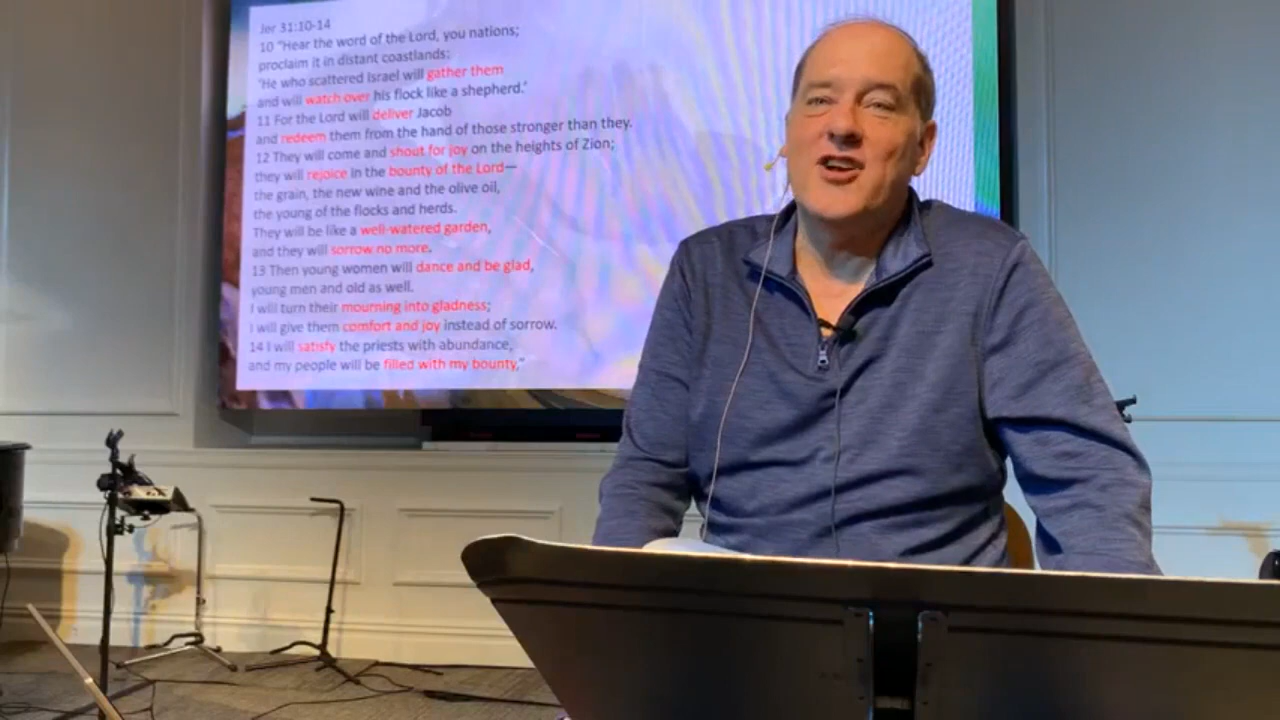 Jer 31:10-14
10 "Hear the word of the Lord, you nations;
proclaim it in distant coastlands:
'He who scattered Israel will gather them
and will watch over his flock like a shepherd.'
11 For the Lord will deliver Jacob
and redeem them from the hand of those stronger than they.
12 They will come and shout for joy on the heights of Zion;
they will rejoice in the bounty of the Lord—
the grain, the new wine and the olive oil,
the young of the flocks and herds.
They will be like a well-watered garden,
and they will sorrow no more.
13 Then young women will dance and be glad,
young men and old as well.
I will turn their mourning into gladness;
I will give them comfort and joy instead of sorrow.
14 I will satisfy the priests with abundance,
and my people will be filled with my bounty,"